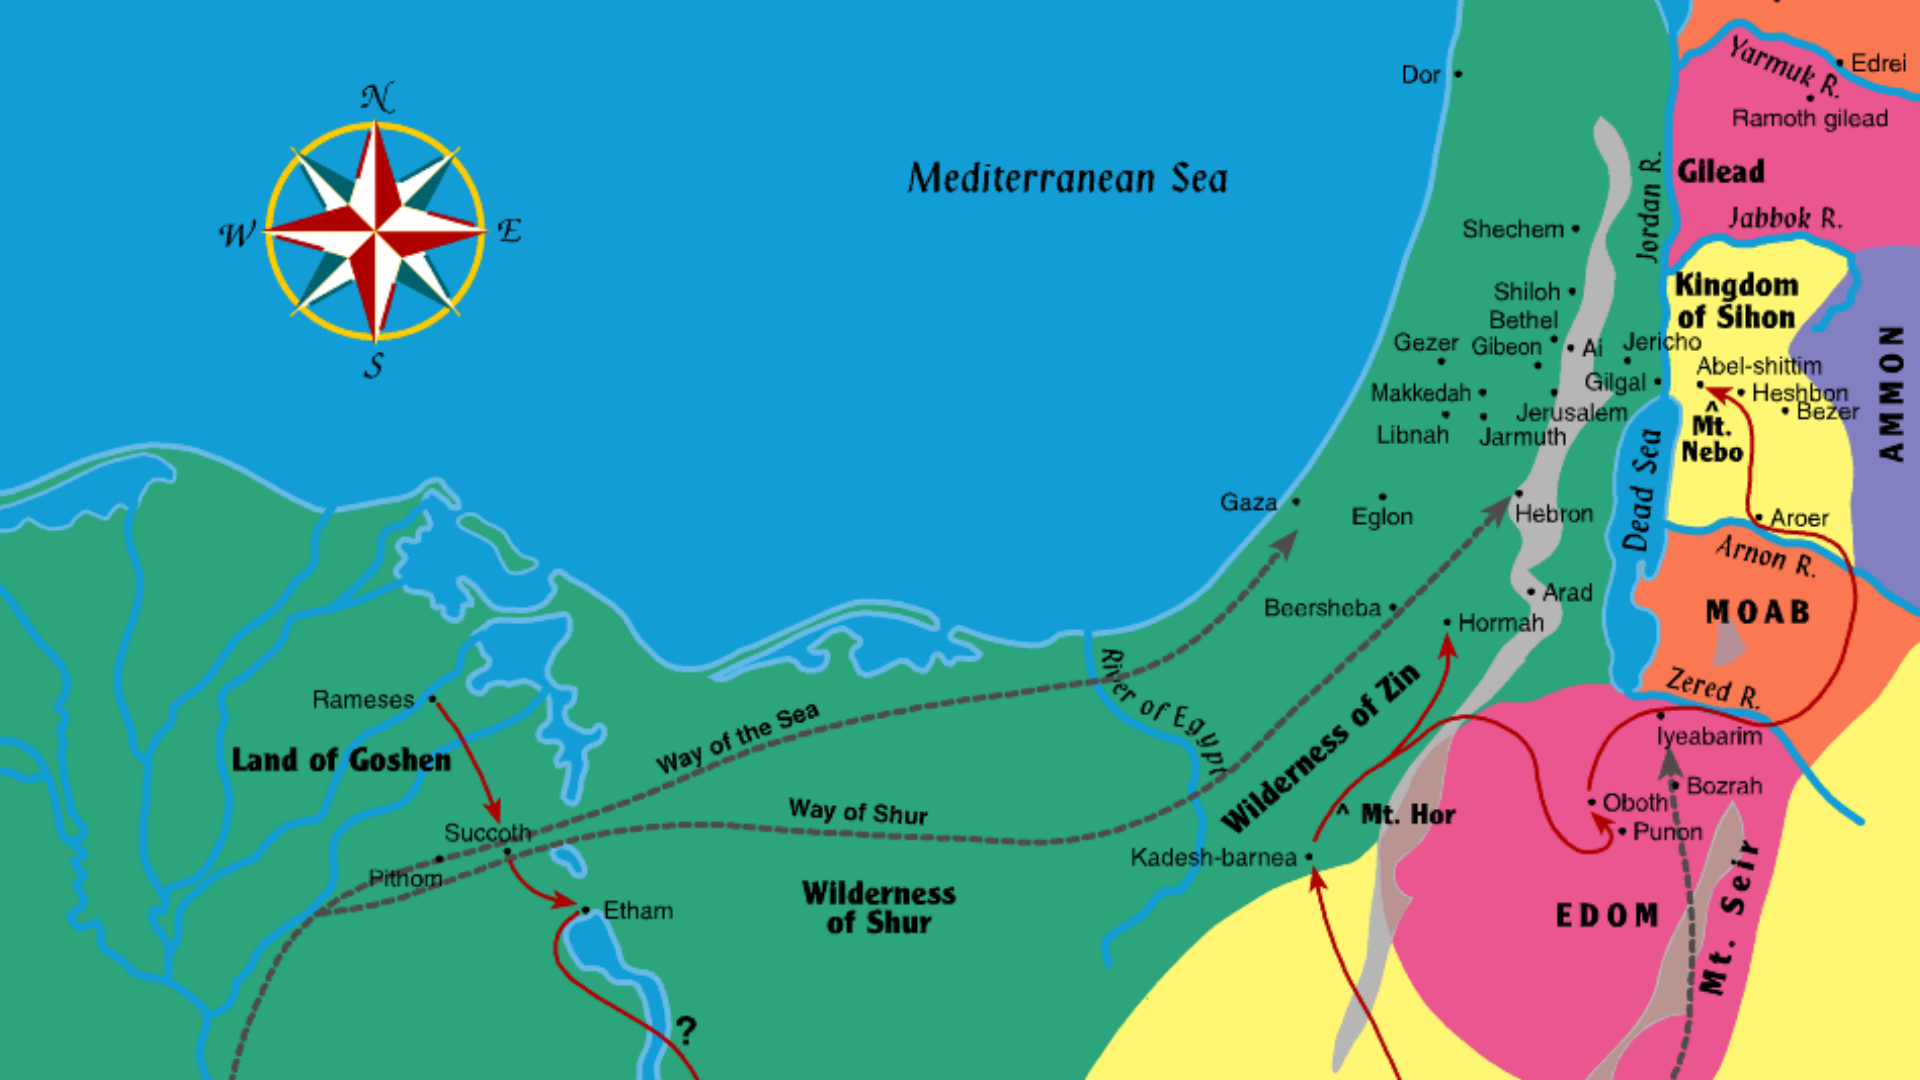 N
W
E
S
Mediterranean Sea
Dor
Yarmuk R.
Edrei
Ramoth gilead
Gilead
Jordan R.
Jabbok R.
Shechem
Kingdom
of Sihon
Shiloh
Bethel
Gezer
Gibeon
Ai
Jericho
AMMON
Abel-shittim
Makkedah
Gilgal
Heshbon
Jerusalem
Bezer
Libnah
Jarmuth
^
Mt.
Nebo
Dead Sea
Gaza
Eglon
Hebron
Aroer
Arnon R.
Arad
Beersheba
Hormah
MOAB
River of Egypt
Zered R.
Rameses
Way of the Sea
Wilderness of Zin
Iyeabarim
Land of Goshen
Bozrah
Oboth
Way of Shur
^ Mt. Hor
Punon
Succoth
Kadesh-barnea
Pithom
Wilderness
of Shur
Etham
EDOM
Mt. Seir
?